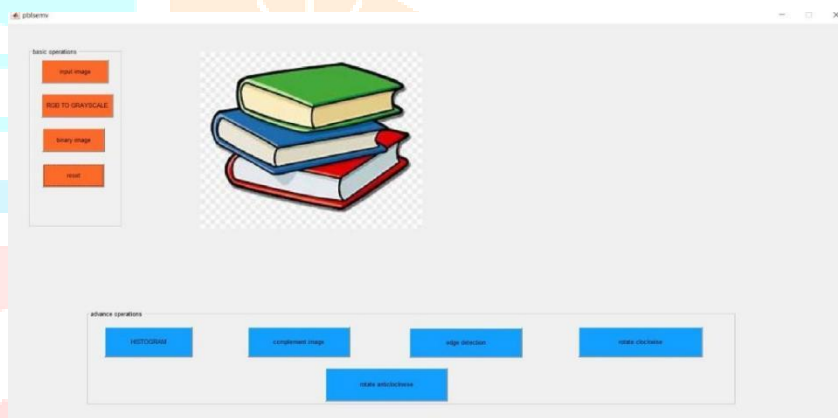 pblsemv
basic operations
input image
RGB TO GRAYSCALE
binary image
reset
advance operations
HISTOGRAM
complement image
edge detection
rotate clockwise
rotate anticlockwise